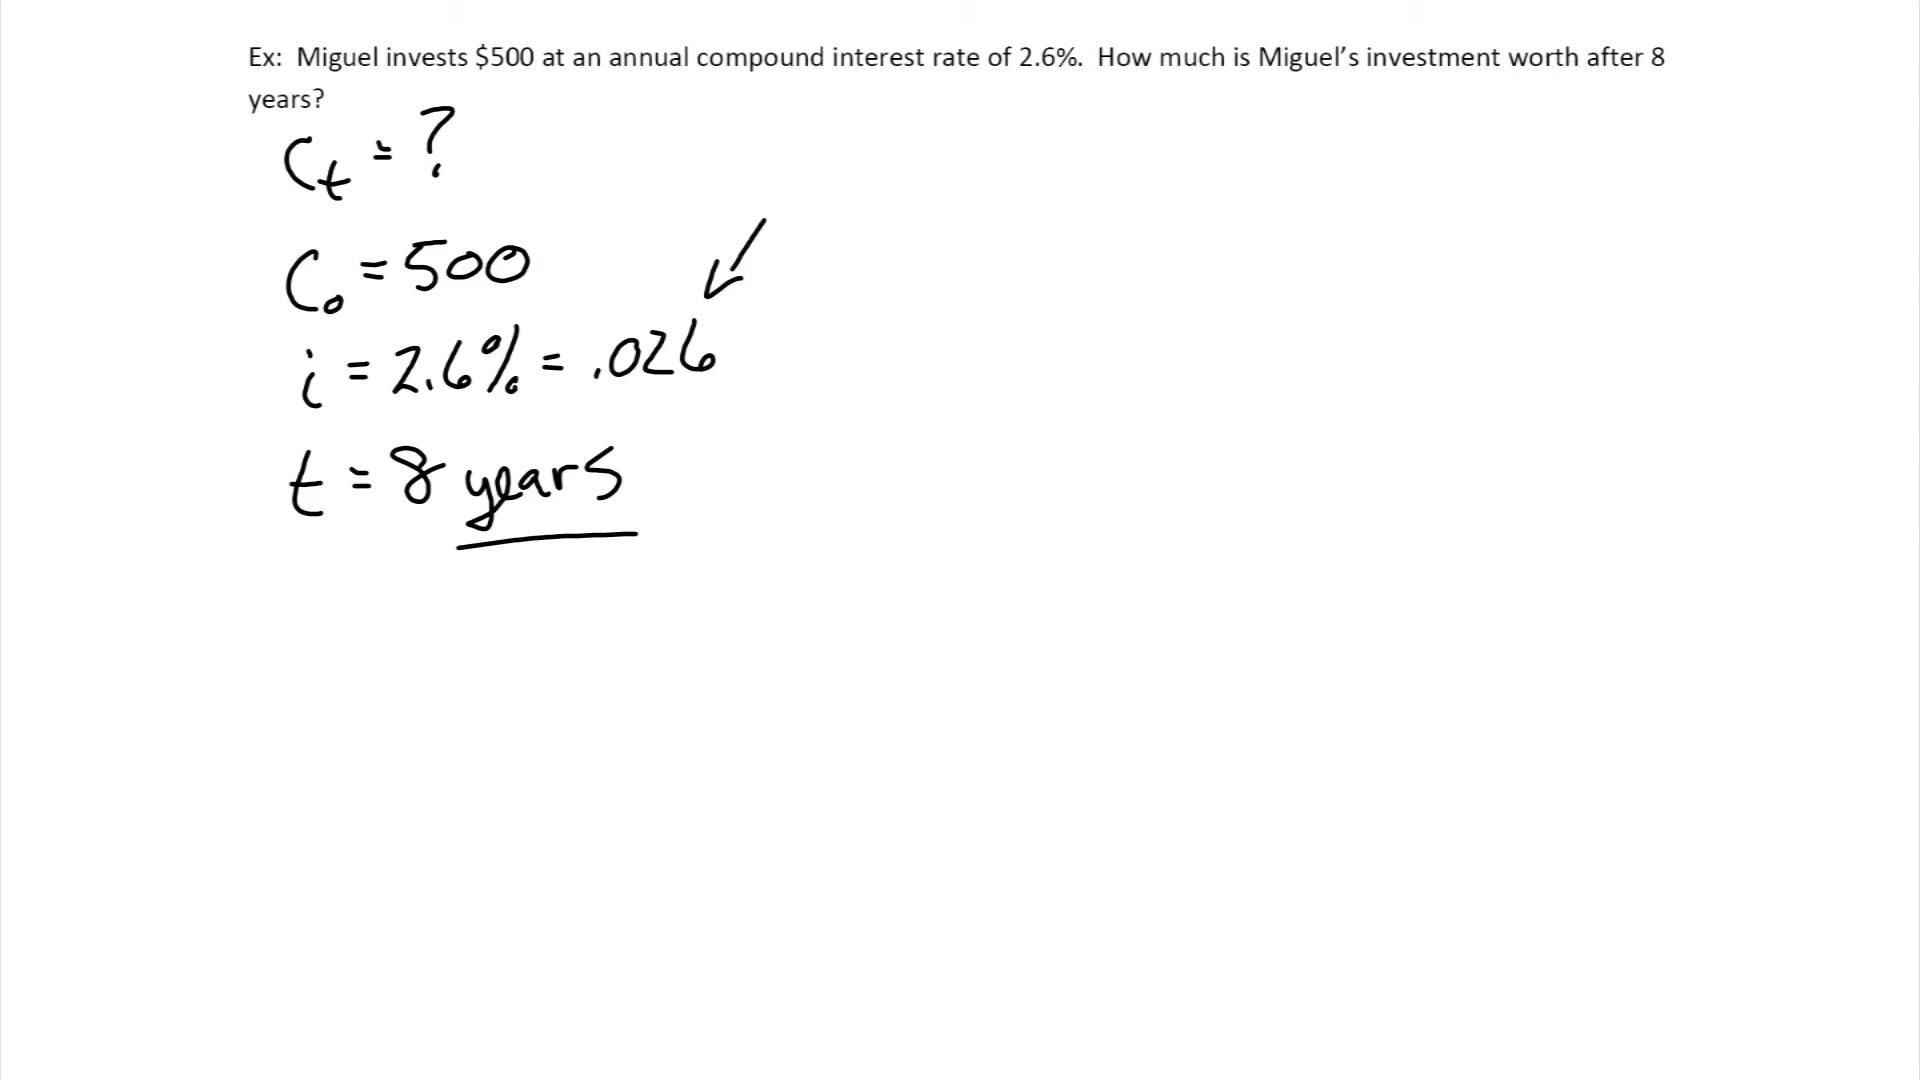 Ex:  Miguel invests $500 at an annual compound interest rate of 2.6%.  How much is Miguel’s investment worth after 8
years?
Ct = ?
C0 = 500
i = 2.6% = .026
t = 8 years